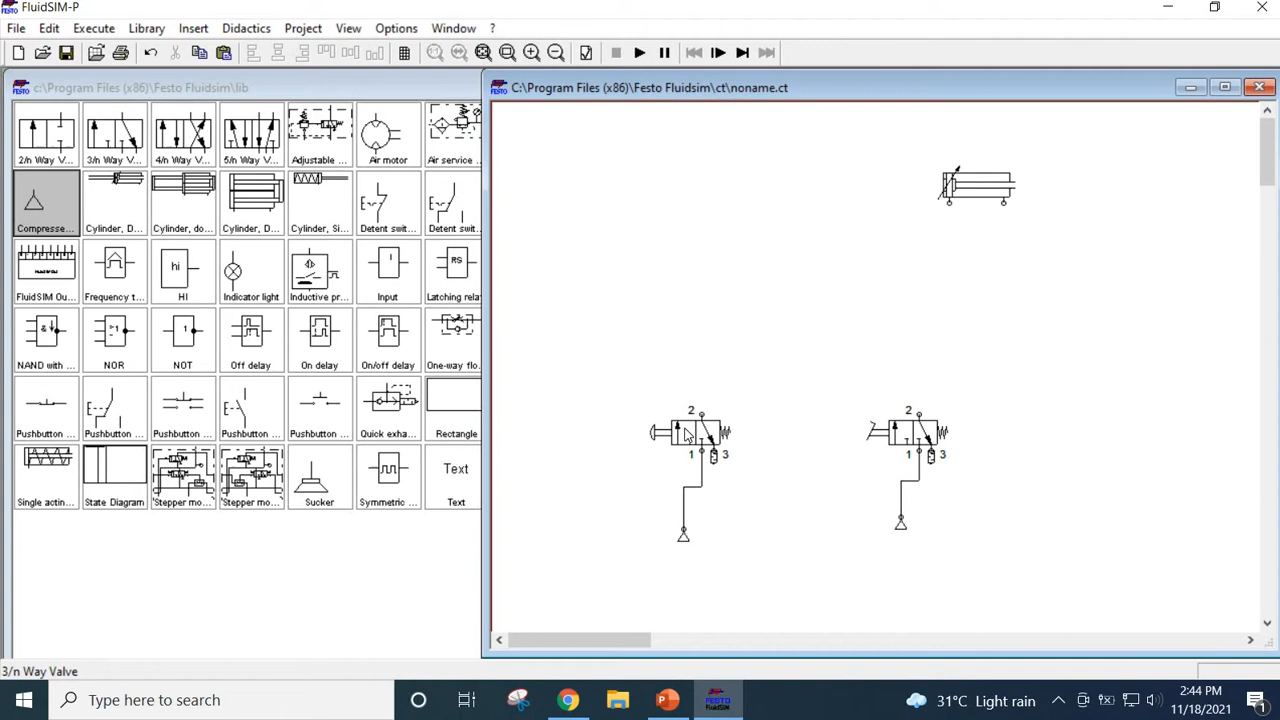 FluidSIM-P
File Edit Execute Library Insert Didactics Project View Options Window ?
c:\Program Files (x86)\Festo Fluidsim\lib
C:\Program Files (x86)\Festo Fluidsim\ct\noname.ct
2/n Way V... 3/n Way V... 4/n Way V... 5/n Way V... Adjustable ... Air motor Air service ...
Compresse... Cylinder, D... Cylinder, do... Cylinder, D... Cylinder, Si... Detent swit... Detent swit...
hi
RS
FluidSIM Ou... Frequency t... HI Indicator light Inductive pr... Input Latching rela...
NAND with ... NOR NOT Off delay On delay On/off delay One-way flo...
Pushbutton ... Pushbutton ... Pushbutton ... Pushbutton ... Pushbutton ... Quick exha... Rectangle
Text
Single actin... State Diagram Stepper mo... Stepper mo... Sucker Symmetric ... Text
2 2
1 3 1 3
3/n Way Valve
Type here to search
31°C Light rain
2:44 PM
11/18/2021
1